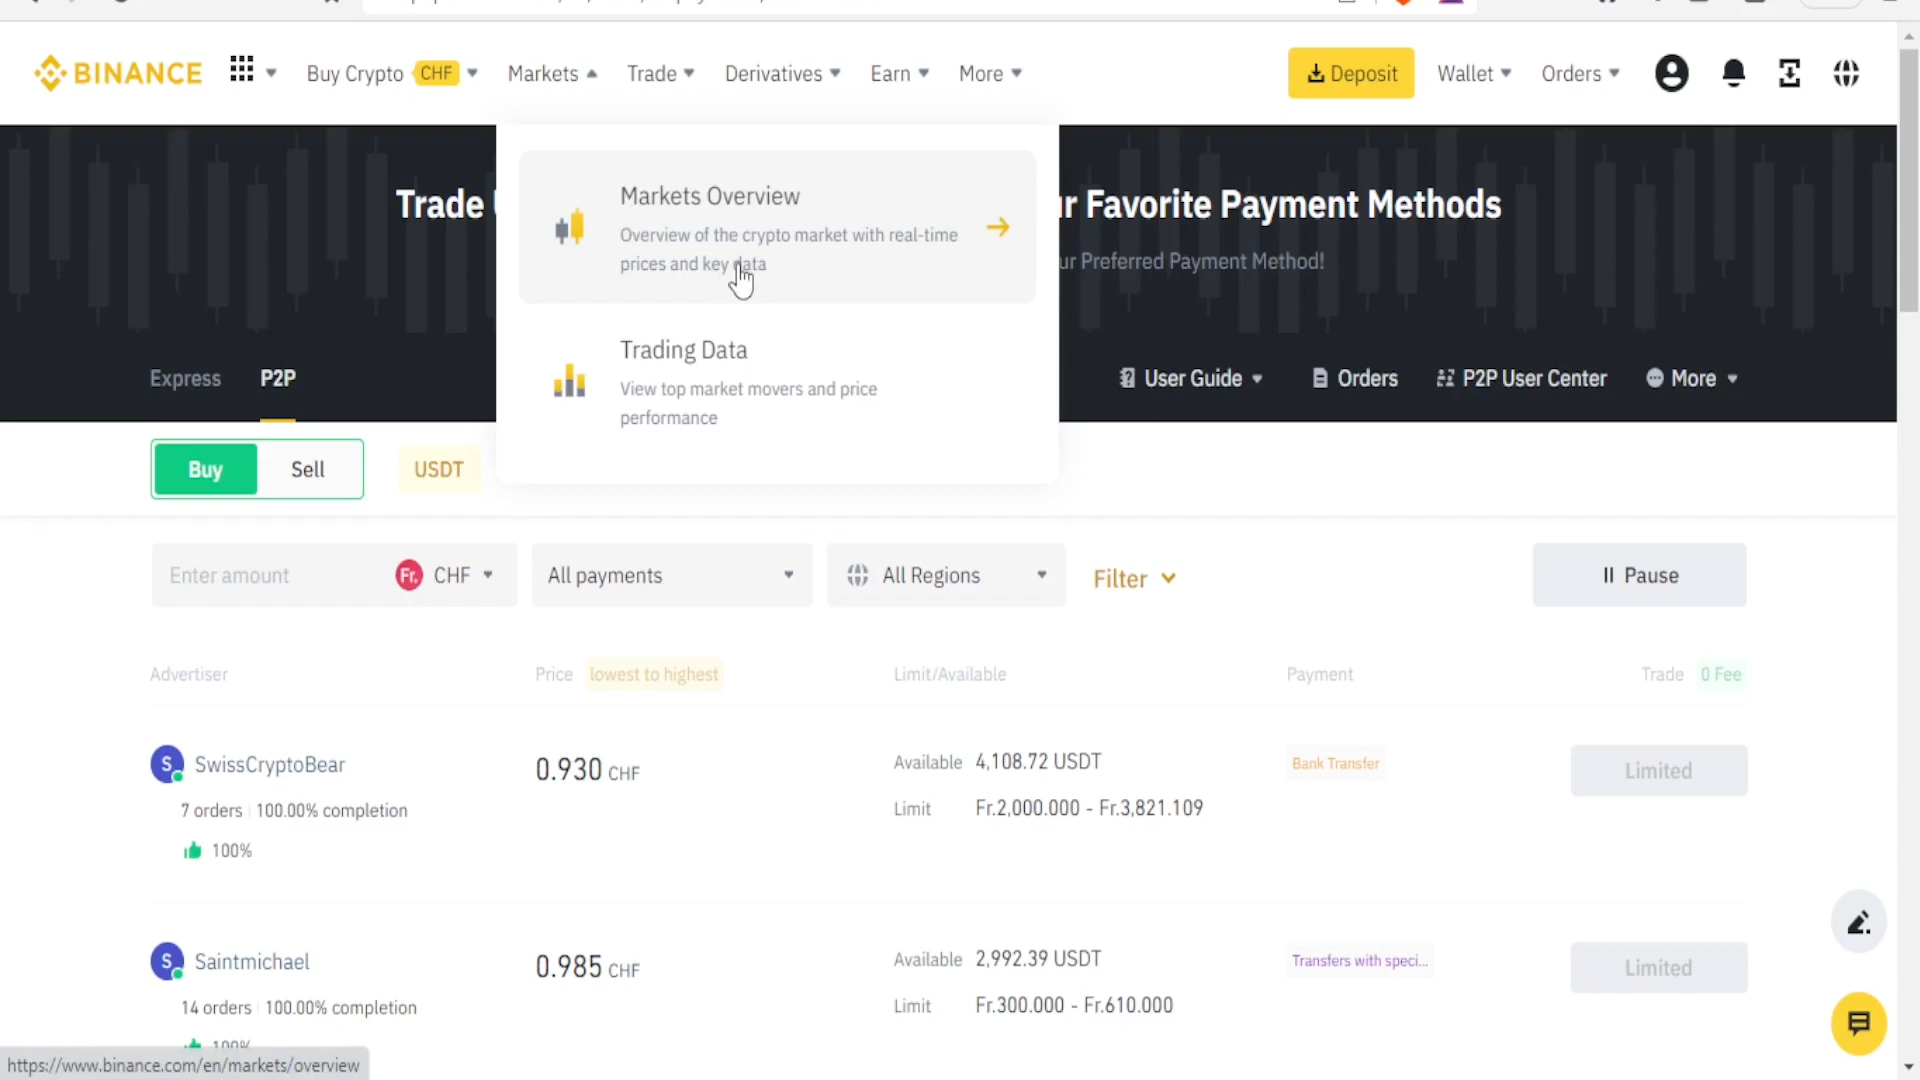 BINANCE Buy Crypto CHF Markets Trade Derivatives Earn More Deposit Wallet Orders
Trade
r Favorite Payment Methods
ur Preferred Payment Method!
Markets Overview
Overview of the crypto market with real-time
prices and key data
Trading Data
View top market movers and price
performance
Express P2P User Guide Orders P2P User Center More
Buy Sell USDT
Enter amount Fr. CHF All payments All Regions Filter Pause
Advertiser Price lowest to highest Limit/Available Payment Trade 0 Fee
S SwissCryptoBear 0.930 CHF Available 4,108.72 USDT Bank Transfer Limited
7 orders 100.00% completion Limit Fr.2,000.000 - Fr.3,821.109
100%
S Saintmichael 0.985 CHF Available 2,992.39 USDT Transfers with speci... Limited
14 orders 100.00% completion Limit Fr.300.000 - Fr.610.000
100%
https://www.binance.com/en/markets/overview